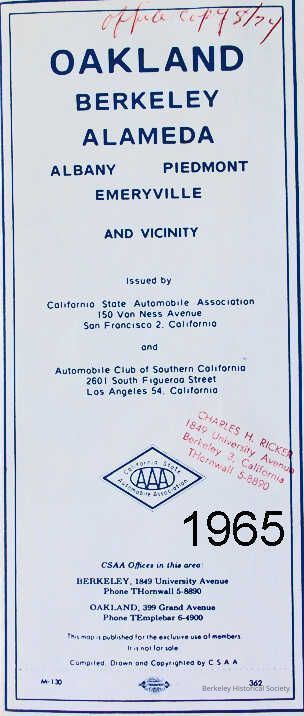 office copy 8/74
OAKLAND
BERKELEY
ALAMEDA
ALBANY PIEDMONT
EMERYVILLE
AND VICINITY
Issued by
California State Automobile Association
150 Van Ness Avenue
San Francisco 2, California
and
Automobile Club of Southern California
2601 South Figueroa Street
Los Angeles 54, California
CHARLES H. RICKER
1849 University Avenue
Berkeley 3, California
THornwall 5-8890
California State
AAA
Automobile Association
1965
CSAA Offices in this area:
BERKELEY, 1849 University Avenue
Phone THornwall 5-8890
OAKLAND, 399 Grand Avenue
Phone TEmplebar 6-4900
This map is published for the exclusive use of members.
It is not for sale.
Compiled, Drawn and Copyrighted by C S A A
M-130 362
Berkeley Historical Society